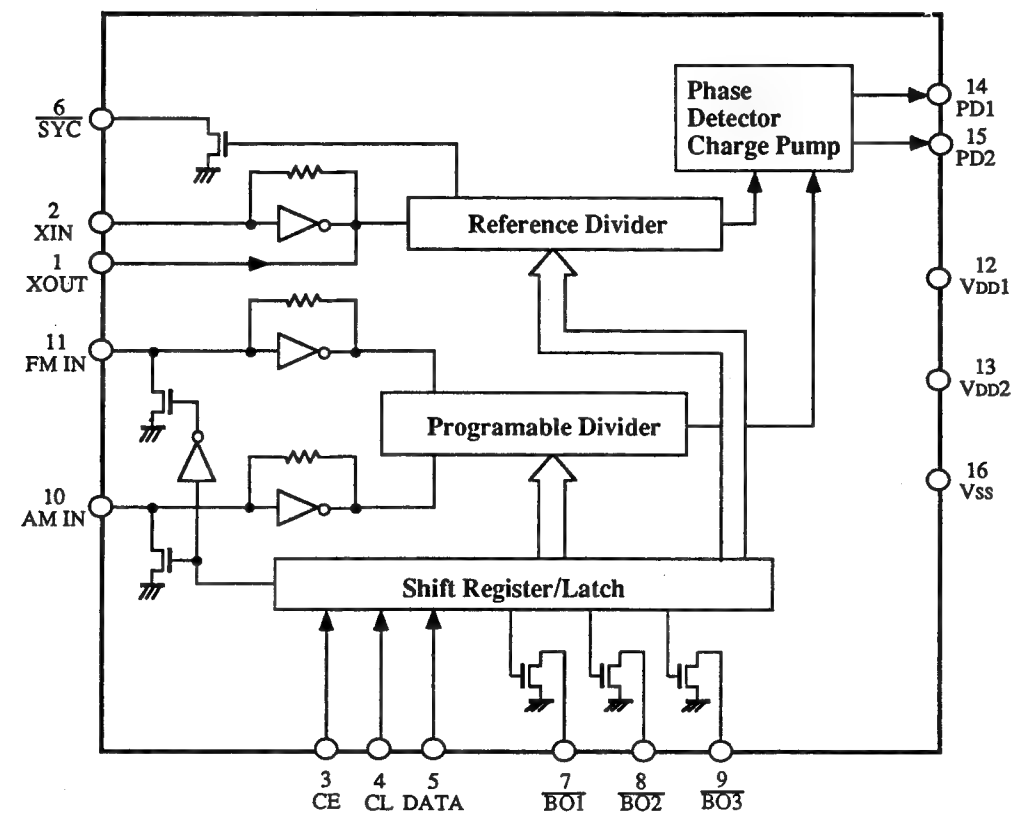 6
SYC
2
XIN
1
XOUT
11
FM IN
10
AM IN
Phase
Detector
Charge Pump
Reference Divider
Programable Divider
Shift Register/Latch
14
PD1
15
PD2
12
VDD1
13
VDD2
16
VSS
3
CE
4
CL
5
DATA
7
BO1
8
BO2
9
BO3